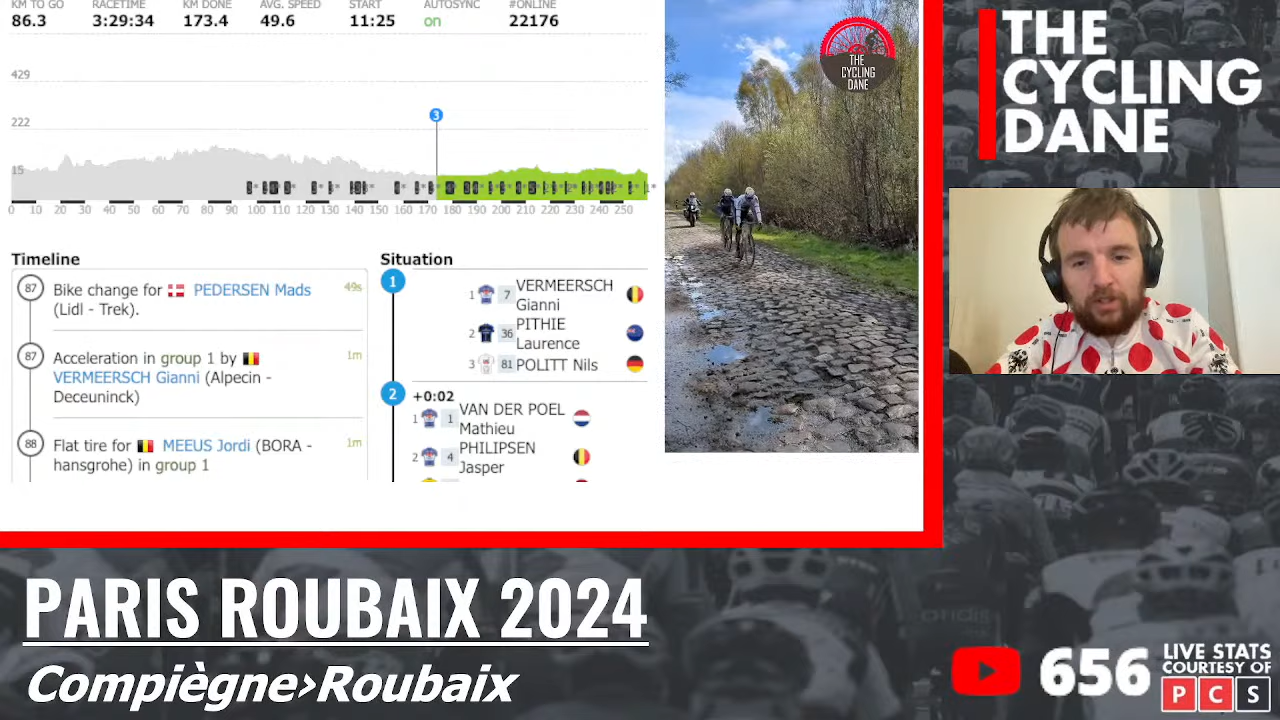 KM TO GO RACETIME KM DONE AVG. SPEED START AUTOSYNC #ONLINE
86.3 3:29:34 173.4 49.6 11:25 on 22176
429
222
15
3
0 10 20 30 40 50 60 70 80 90 100 110 120 130 140 150 160 170 180 190 200 210 220 230 240 250
Timeline
87 Bike change for PEDERSEN Mads 49s
(Lidl - Trek).
87 Acceleration in group 1 by 1m
VERMEERSCH Gianni (Alpecin -
Deceuninck)
88 Flat tire for MEEUS Jordi (BORA - 1m
hansgrohe) in group 1
Situation
1
1 7 VERMEERSCH
Gianni
2 36 PITHIE
Laurence
3 81 POLITT Nils
2 +0:02
1 1 VAN DER POEL
Mathieu
2 4 PHILIPSEN
Jasper
THE
CYCLING
DANE
THE
CYCLING
DANE
PARIS ROUBAIX 2024
Compiègne›Roubaix
656
LIVE STATS
COURTESY OF
PCS